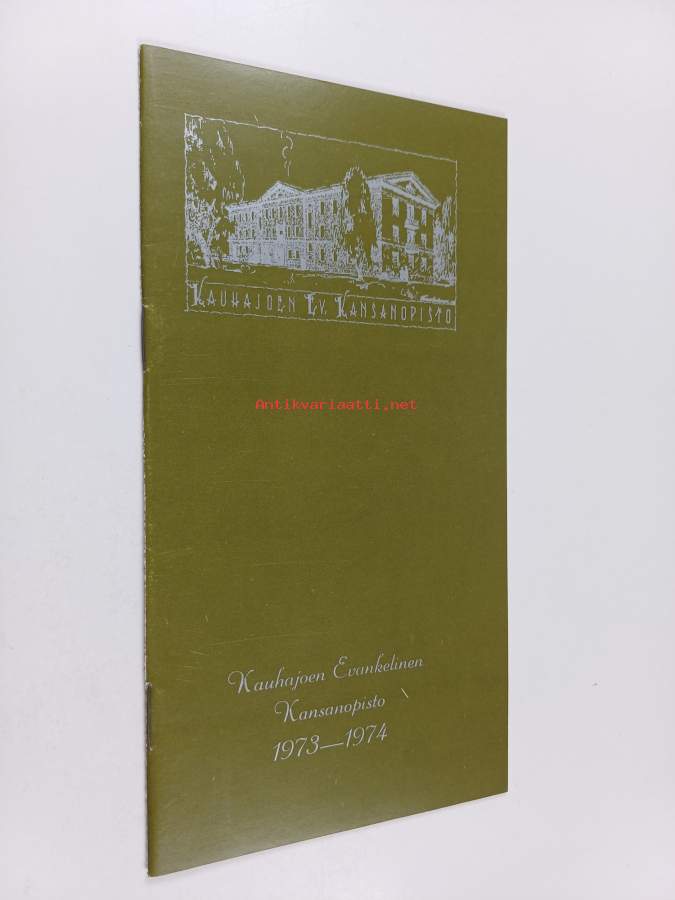 KAUHAJOEN EV. KANSANOPISTO
Antikvariaatti.net
Kauhajoen Evankelinen
Kansanopisto
1973—1974